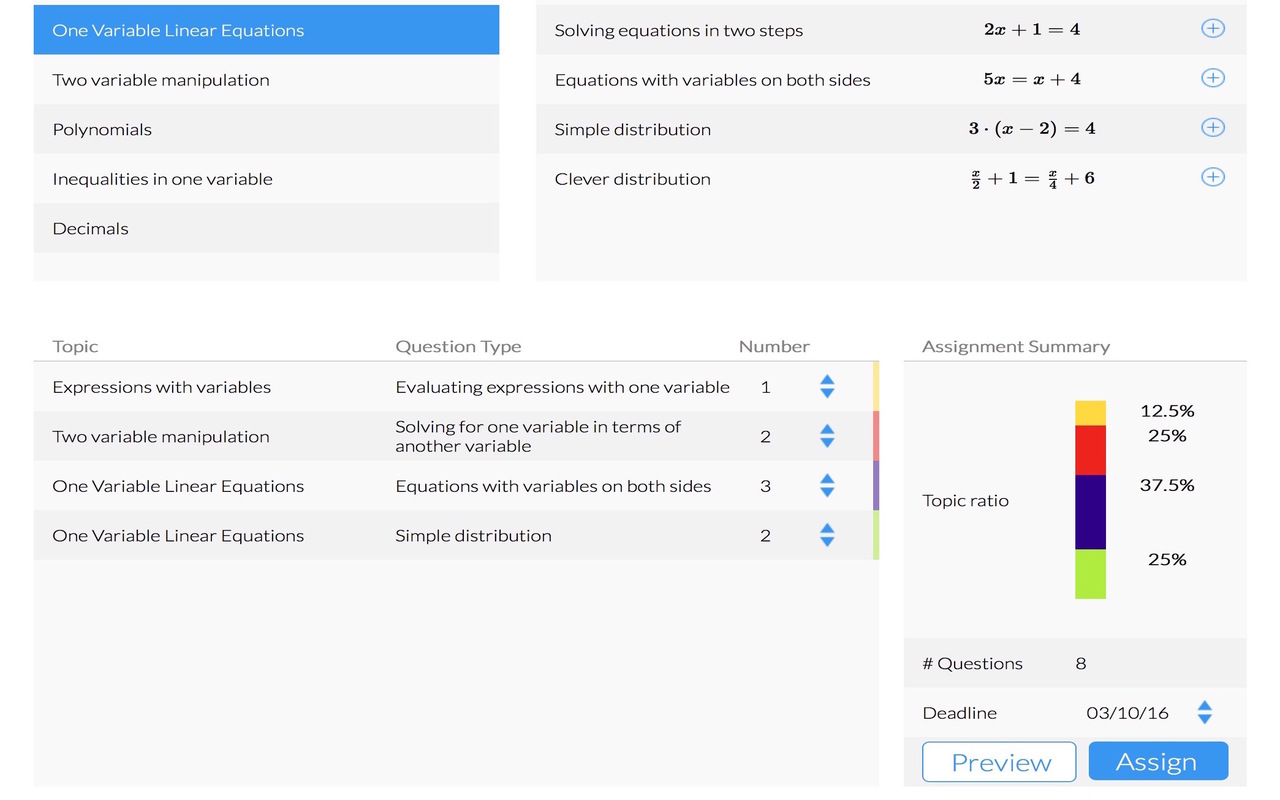 One Variable Linear Equations
Two variable manipulation
Polynomials
Inequalities in one variable
Decimals
Solving equations in two steps 2x + 1 = 4
Equations with variables on both sides 5x = x + 4
Simple distribution 3 · (x − 2) = 4
Clever distribution x/2 + 1 = x/4 + 6
Topic Question Type Number
Expressions with variables Evaluating expressions with one variable 1
Two variable manipulation Solving for one variable in terms of
another variable 2
One Variable Linear Equations Equations with variables on both sides 3
One Variable Linear Equations Simple distribution 2
Assignment Summary
Topic ratio
12.5%
25%
37.5%
25%
# Questions 8
Deadline 03/10/16
Preview Assign